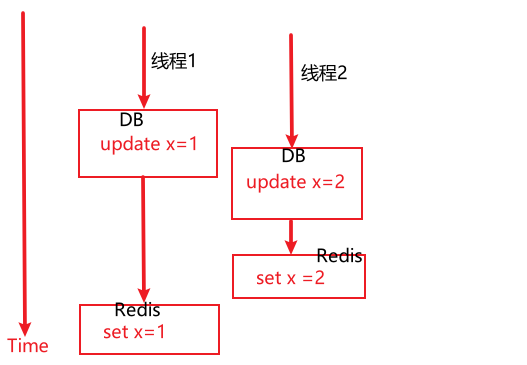 线程1
线程2
DB
update x=1
DB
update x=2
Redis
set x =2
Redis
set x=1
Time